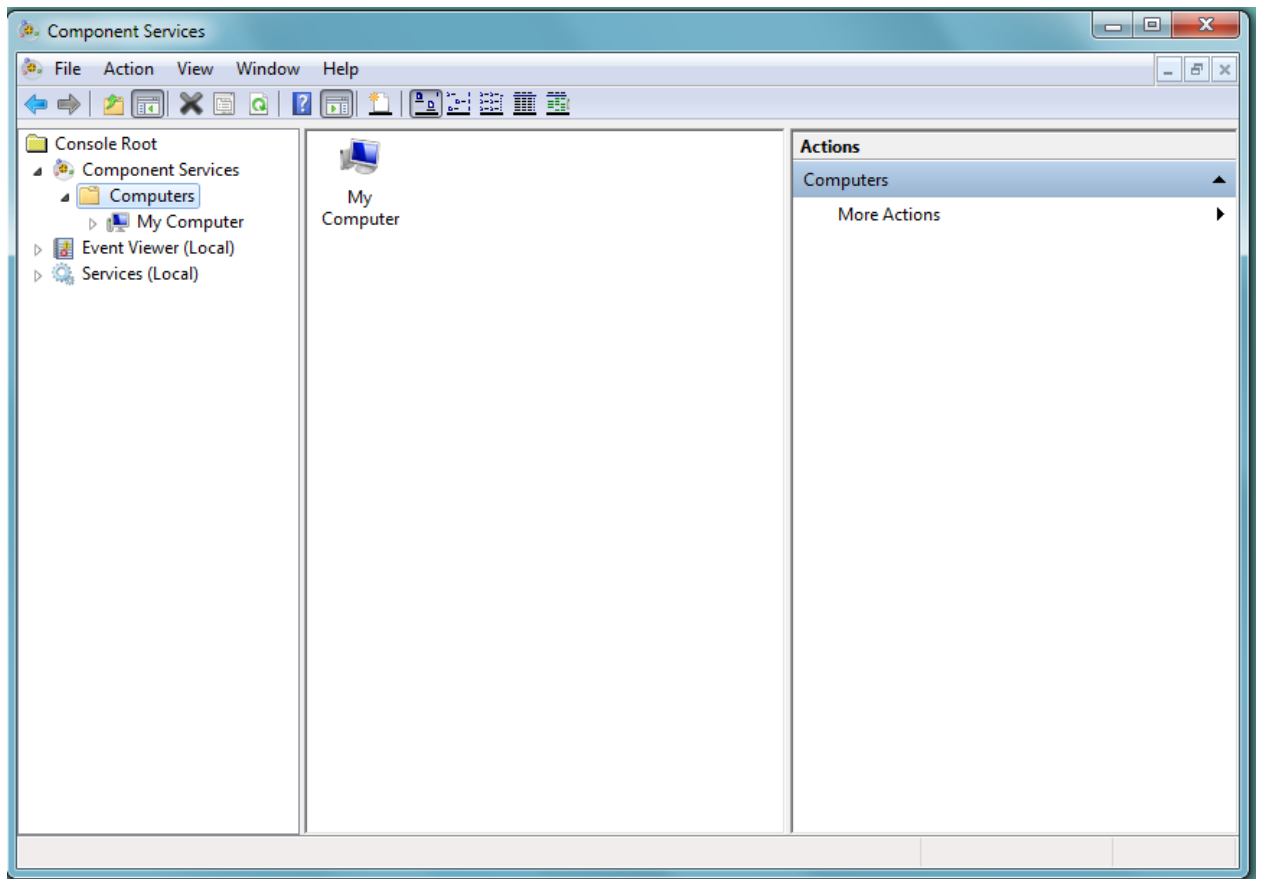 Component Services
File Action View Window Help
Console Root
Component Services
Computers
My Computer
Event Viewer (Local)
Services (Local)
My
Computer
Actions
Computers
More Actions